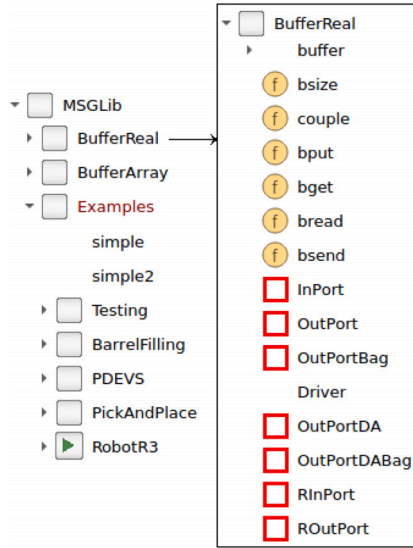 MSGLib
BufferReal
BufferArray
Examples
simple
simple2
Testing
BarrelFilling
PDEVS
PickAndPlace
RobotR3
BufferReal
buffer
f bsize
f couple
f bput
f bget
f bread
f bsend
InPort
OutPort
OutPortBag
Driver
OutPortDA
OutPortDABag
RInPort
ROutPort